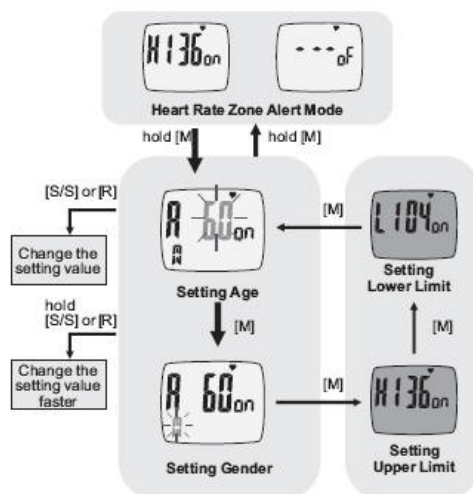 H136on
---oF
Heart Rate Zone Alert Mode
hold [M]
hold [M]
[S/S] or [R]
Change the
setting value
A 60on
M
Setting Age
[M]
hold
[S/S] or [R]
Change the
setting value
faster
A 60on
Setting Gender
[M]
L104on
Setting
Lower Limit
[M]
[M]
H136on
Setting
Upper Limit